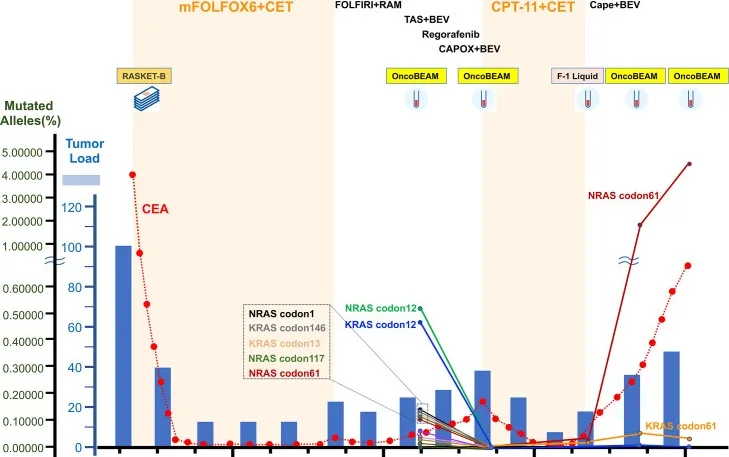 mFOLFOX6+CET
FOLFIRI+RAM
TAS+BEV
Regorafenib
CAPOX+BEV
CPT-11+CET
Cape+BEV
RASKET-B
OncoBEAM
OncoBEAM
F-1 Liquid
OncoBEAM
OncoBEAM
Mutated
Alleles(%)
Tumor
Load
5.00000
4.00000
3.00000
2.00000
1.00000
0.60000
0.50000
0.40000
0.30000
0.20000
0.10000
0.00000
120
100
80
60
40
20
0
CEA
NRAS codon1
KRAS codon146
KRAS codon13
NRAS codon117
NRAS codon61
NRAS codon12
KRAS codon12
NRAS codon61
KRAS codon61